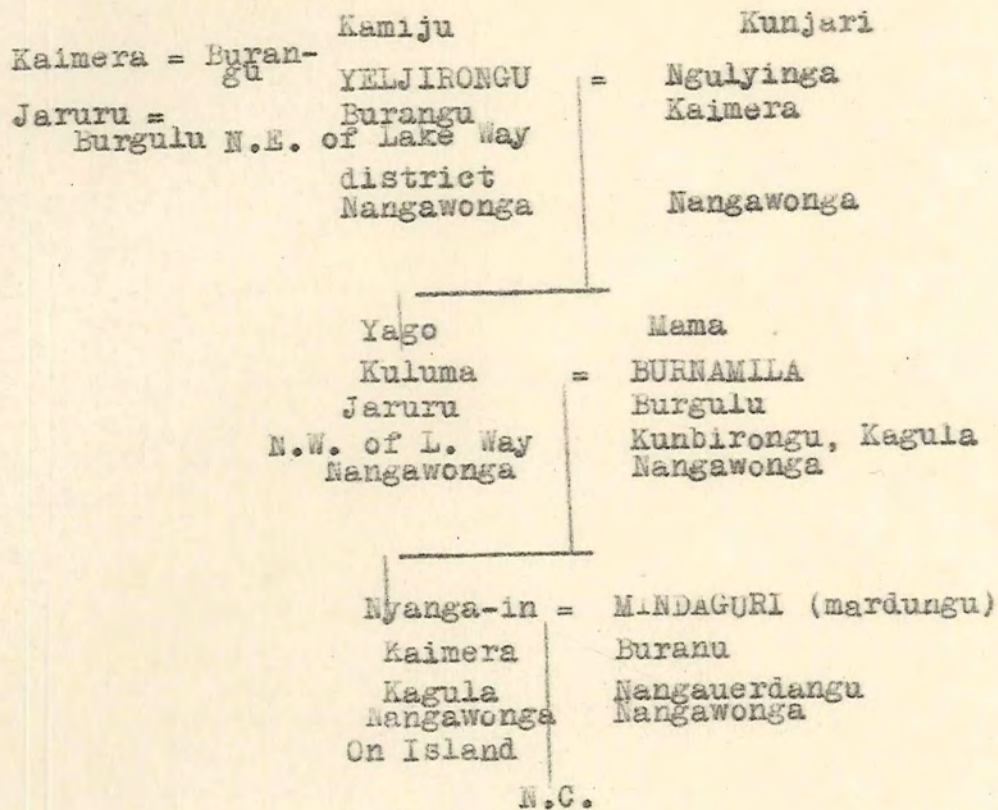 Kamiju Kunjari
Kaimera = Buran-
gu
YELJIRONGU = Ngulyinga
Jaruru = Burangu Kaimera
Burgulu N.E. of Lake Way
district
Nangawonga Nangawonga
Yago Mama
Kuluma = BURNAMILA
Jaruru Burgulu
N.W. of L. Way Kunbirongu, Kagula
Nangawonga Nangawonga
Nyanga-in = MINDAGURI (mardungu)
Kaimera Buranu
Kagula Nangauerdangu
Nangawonga Nangawonga
On Island
N.C.